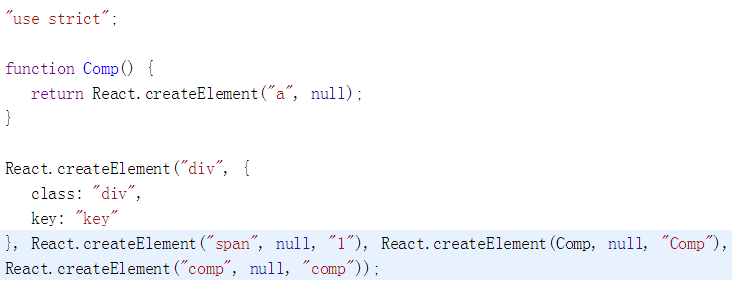 "use strict";
function Comp() {
return React.createElement("a", null);
}
React.createElement("div", {
class: "div",
key: "key"
}, React.createElement("span", null, "1"), React.createElement(Comp, null, "Comp"),
React.createElement("comp", null, "comp"));